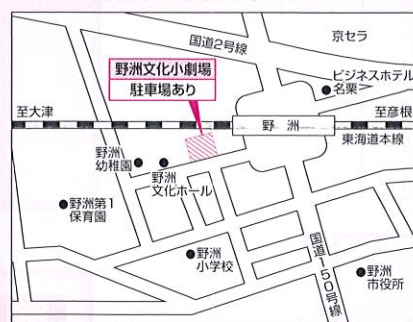 国道2号線
京セラ
野洲文化小劇場
駐車場あり
ビジネスホテル
名栗
至大津
至彦根
野洲
東海道本線
野洲
幼稚園
野洲
文化ホール
野洲第1
保育園
野洲
小学校
国道150号線
野洲
市役所